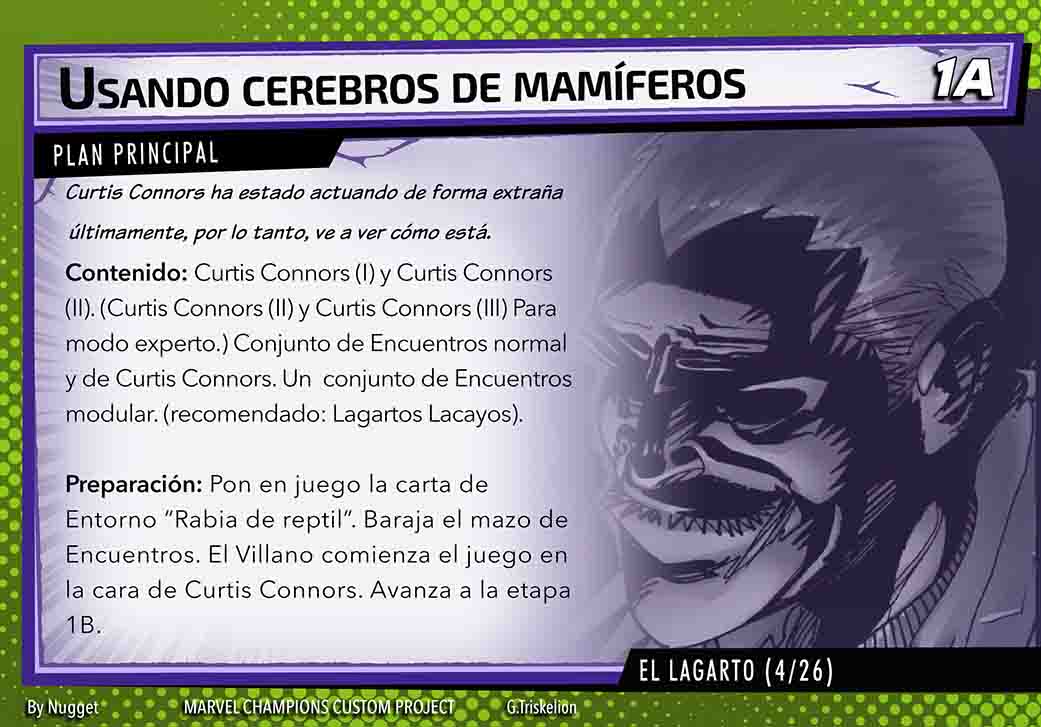 USANDO CEREBROS DE MAMÍFEROS
1A
PLAN PRINCIPAL
Curtis Connors ha estado actuando de forma extraña
últimamente, por lo tanto, ve a ver cómo está.
Contenido: Curtis Connors (I) y Curtis Connors
(II). (Curtis Connors (II) y Curtis Connors (III) Para
modo experto.) Conjunto de Encuentros normal
y de Curtis Connors. Un conjunto de Encuentros
modular. (recomendado: Lagartos Lacayos).
Preparación: Pon en juego la carta de
Entorno “Rabia de reptil”. Baraja el mazo de
Encuentros. El Villano comienza el juego en
la cara de Curtis Connors. Avanza a la etapa
1B.
EL LAGARTO (4/26)
By Nugget MARVEL CHAMPIONS CUSTOM PROJECT G.Triskelion